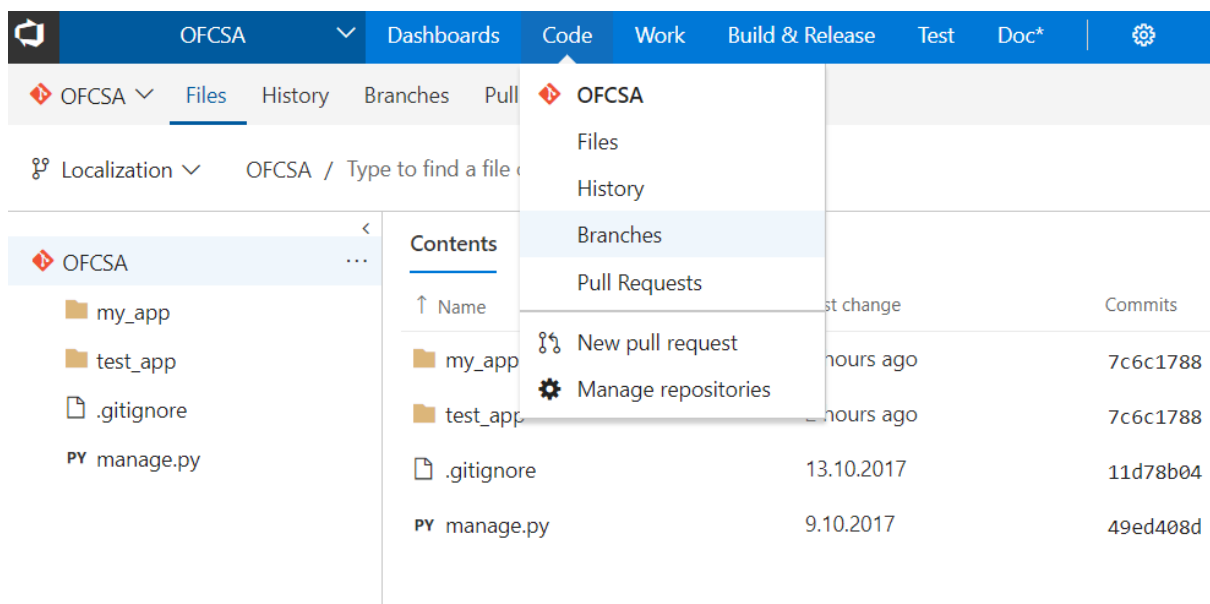 OFCSA Dashboards Code Work Build & Release Test Doc*
OFCSA Files History Branches Pull
OFCSA
Files
History
Branches
Pull Requests
New pull request
Manage repositories
Localization OFCSA / Type to find a file
OFCSA
my_app
test_app
.gitignore
PY manage.py
Contents
↑ Name change Commits
my_app hours ago 7c6c1788
test_app hours ago 7c6c1788
.gitignore 13.10.2017 11d78b04
PY manage.py 9.10.2017 49ed408d